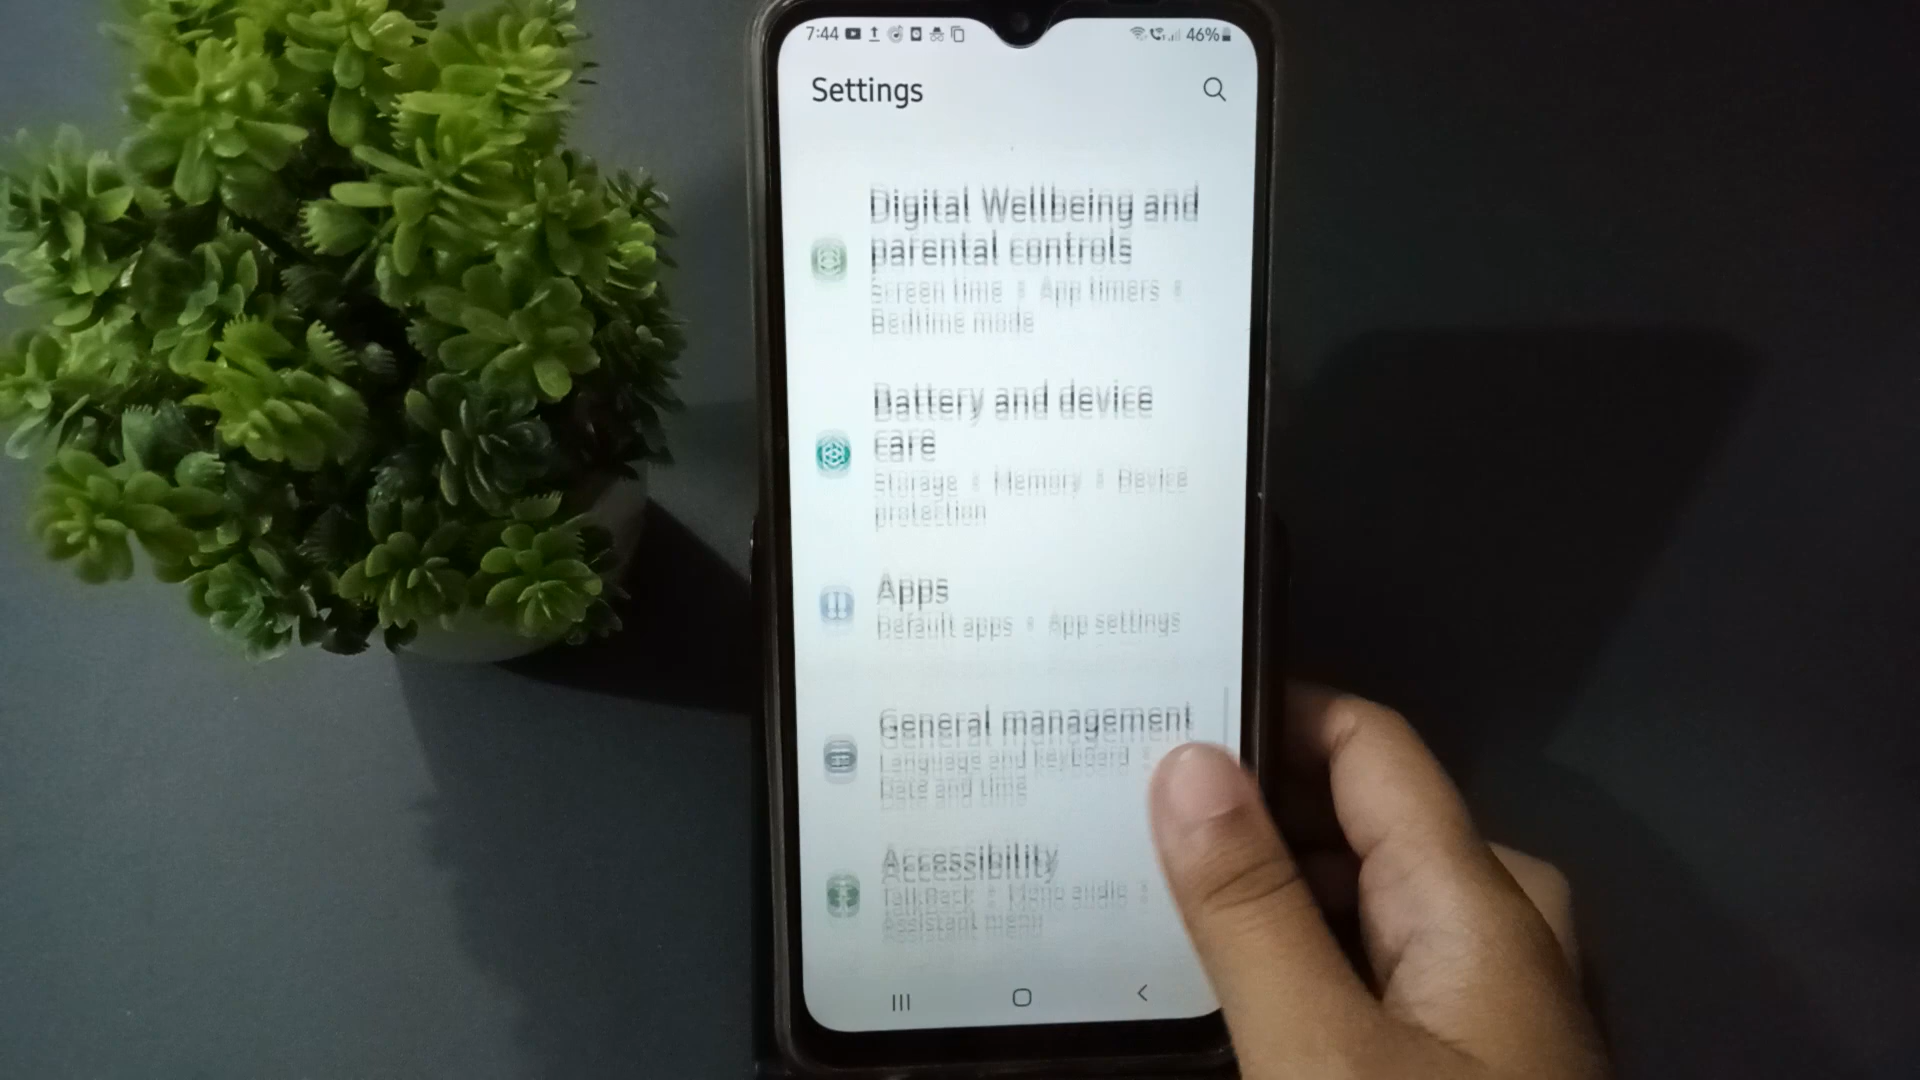 7:44
46%
Settings
Digital Wellbeing and
parental controls
Screen time • App timers •
Bedtime mode
Battery and device
care
Storage • Memory • Device
protection
Apps
Default apps • App settings
General management
Language and keyboard •
Date and time
Accessibility
TalkBack • Mono audio •
Assistant menu